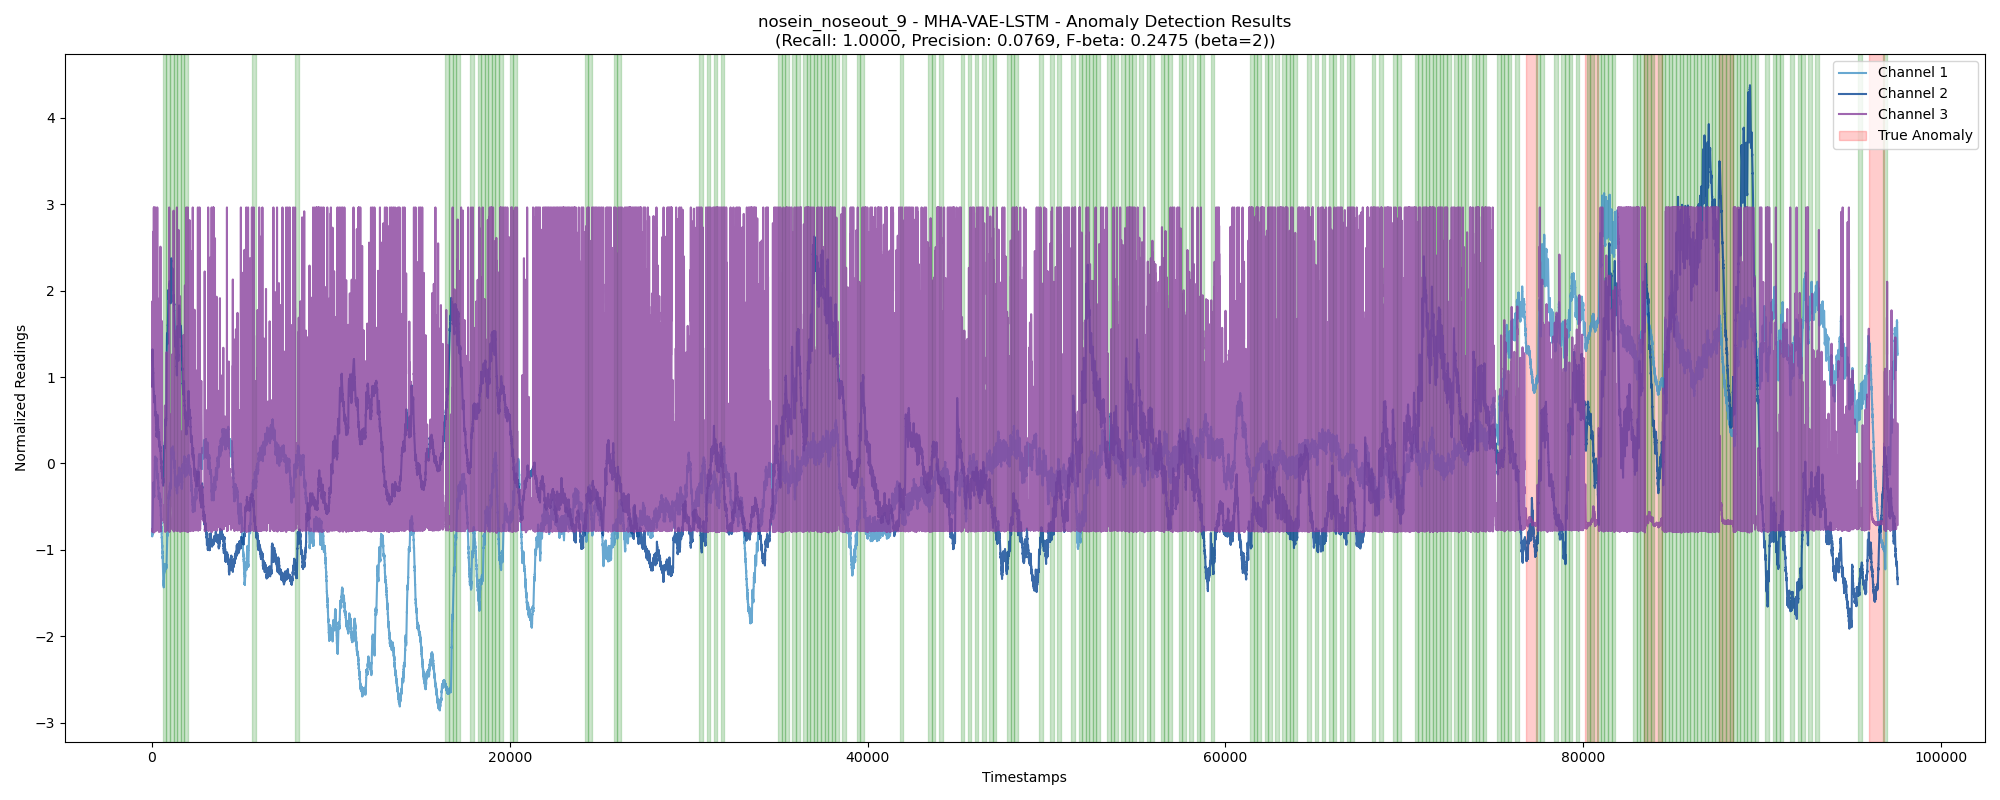 nosein_noseout_9 - MHA-VAE-LSTM - Anomaly Detection Results
(Recall: 1.0000, Precision: 0.0769, F-beta: 0.2475 (beta=2))
Channel 1
Channel 2
Channel 3
True Anomaly
Normalized Readings
4
3
2
1
0
−1
−2
−3
0
20000
40000
60000
80000
100000
Timestamps